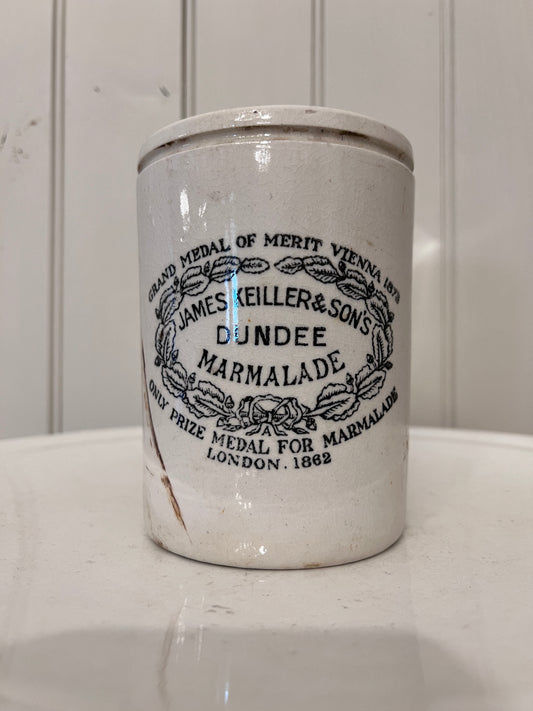 GRAND MEDAL OF MERIT VIENNA 1873
JAMES KEILLER & SON'S
DUNDEE
MARMALADE
ONLY PRIZE MEDAL FOR MARMALADE
LONDON. 1862